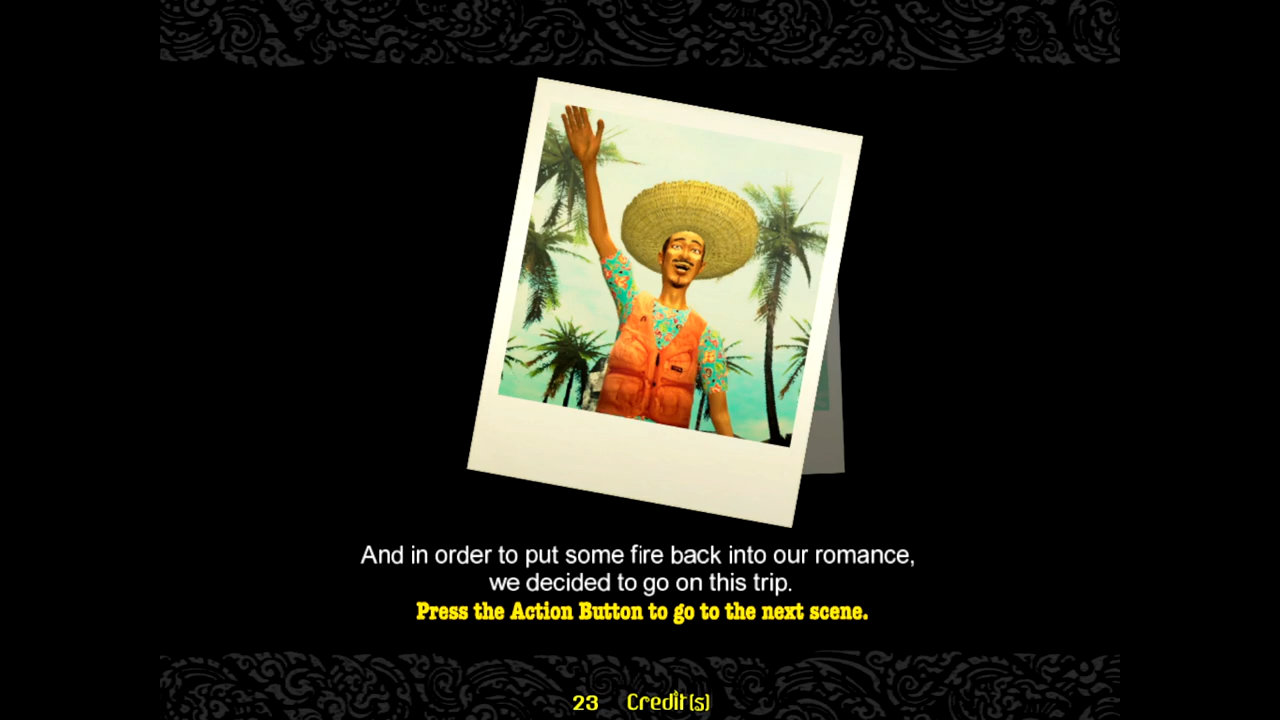 And in order to put some fire back into our romance,
we decided to go on this trip.
Press the Action Button to go to the next scene.
23 Credit(s)